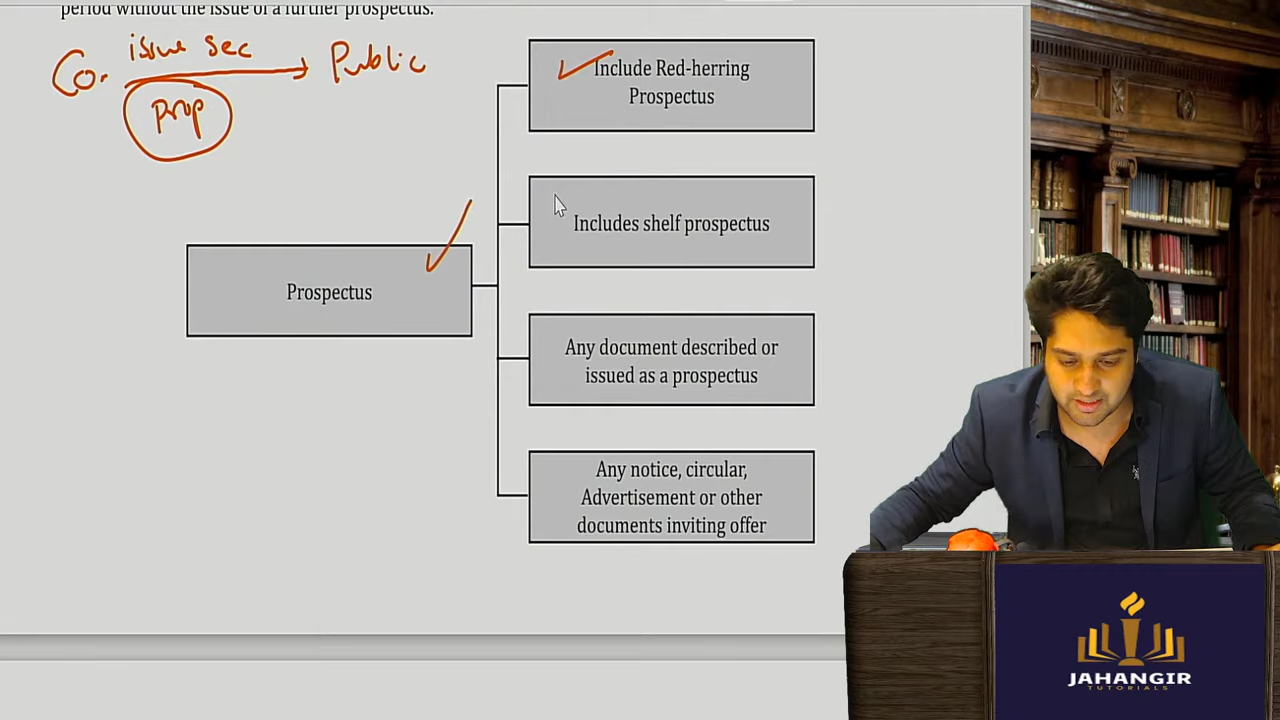 period without the issue of a further prospectus.
Co. issue sec Public
Prop
Include Red-herring
Prospectus
Includes shelf prospectus
Prospectus
Any document described or
issued as a prospectus
Any notice, circular,
Advertisement or other
documents inviting offer
JAHANGIR
TUTORIALS